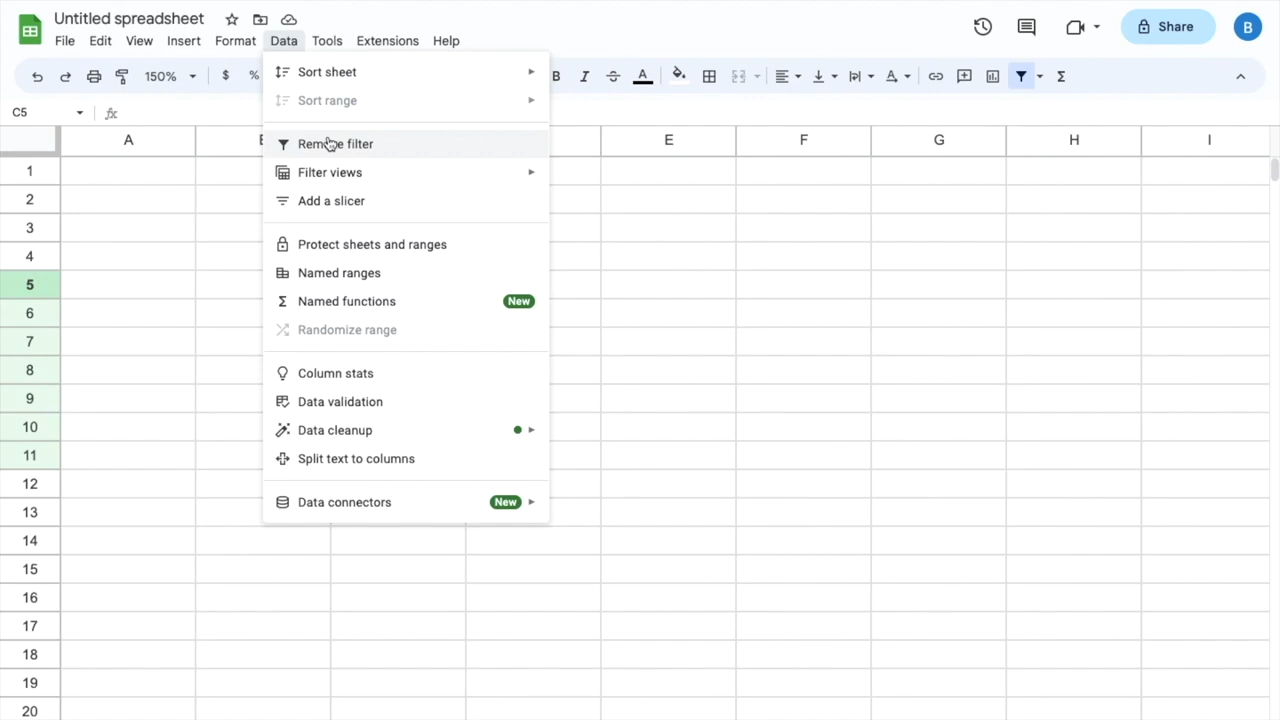 Untitled spreadsheet
File Edit View Insert Format Data Tools Extensions Help
Share
B
150% $ % B I A Σ
C5 fx
Sort sheet
Sort range
Remove filter
Filter views
Add a slicer
Protect sheets and ranges
Named ranges
Σ Named functions New
Randomize range
Column stats
Data validation
Data cleanup
Split text to columns
Data connectors New
A E F G H I
1
2
3
4
5
6
7
8
9
10
11
12
13
14
15
16
17
18
19
20